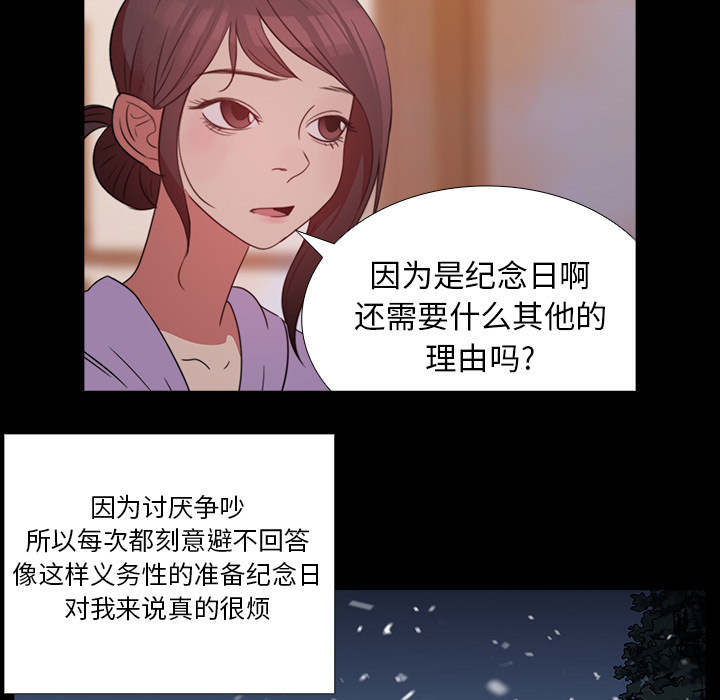 因为是纪念日啊
还需要什么其他的
理由吗?
因为讨厌争吵
所以每次都刻意避不回答
像这样义务性的准备纪念日
对我来说真的很烦